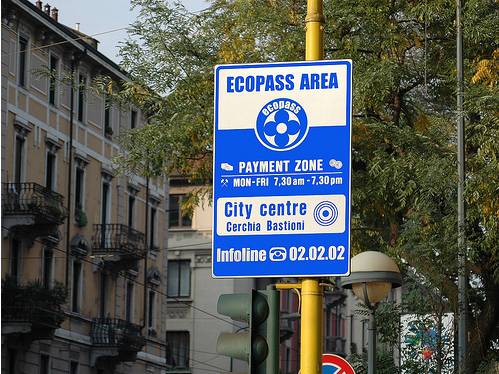 ECOPASS AREA
ecopass
PAYMENT ZONE
MON-FRI 7,30am-7,30pm
City centre
Cerchia Bastioni
Infoline 02.02.02